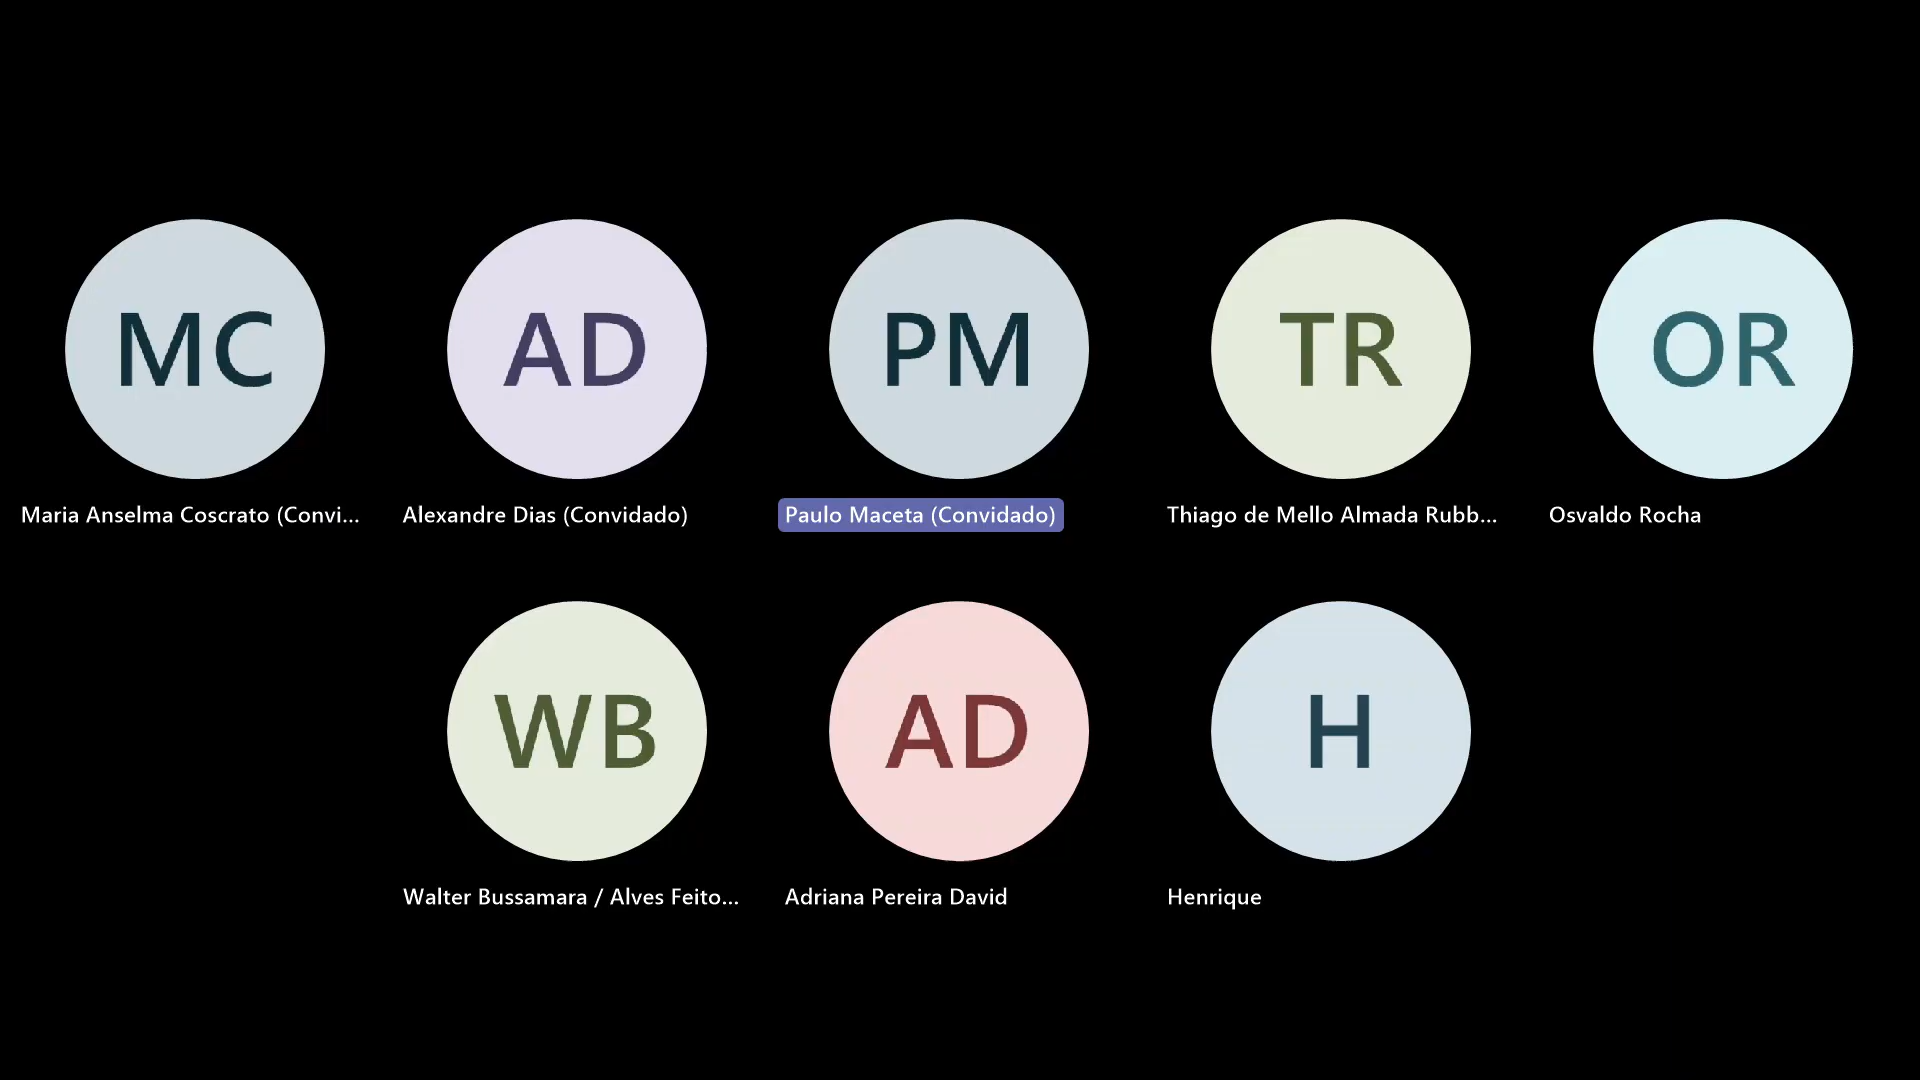 MC
AD
PM
TR
OR
Maria Anselma Coscrato (Convi...
Alexandre Dias (Convidado)
Paulo Maceta (Convidado)
Thiago de Mello Almada Rubb...
Osvaldo Rocha
WB
AD
H
Walter Bussamara / Alves Feito...
Adriana Pereira David
Henrique